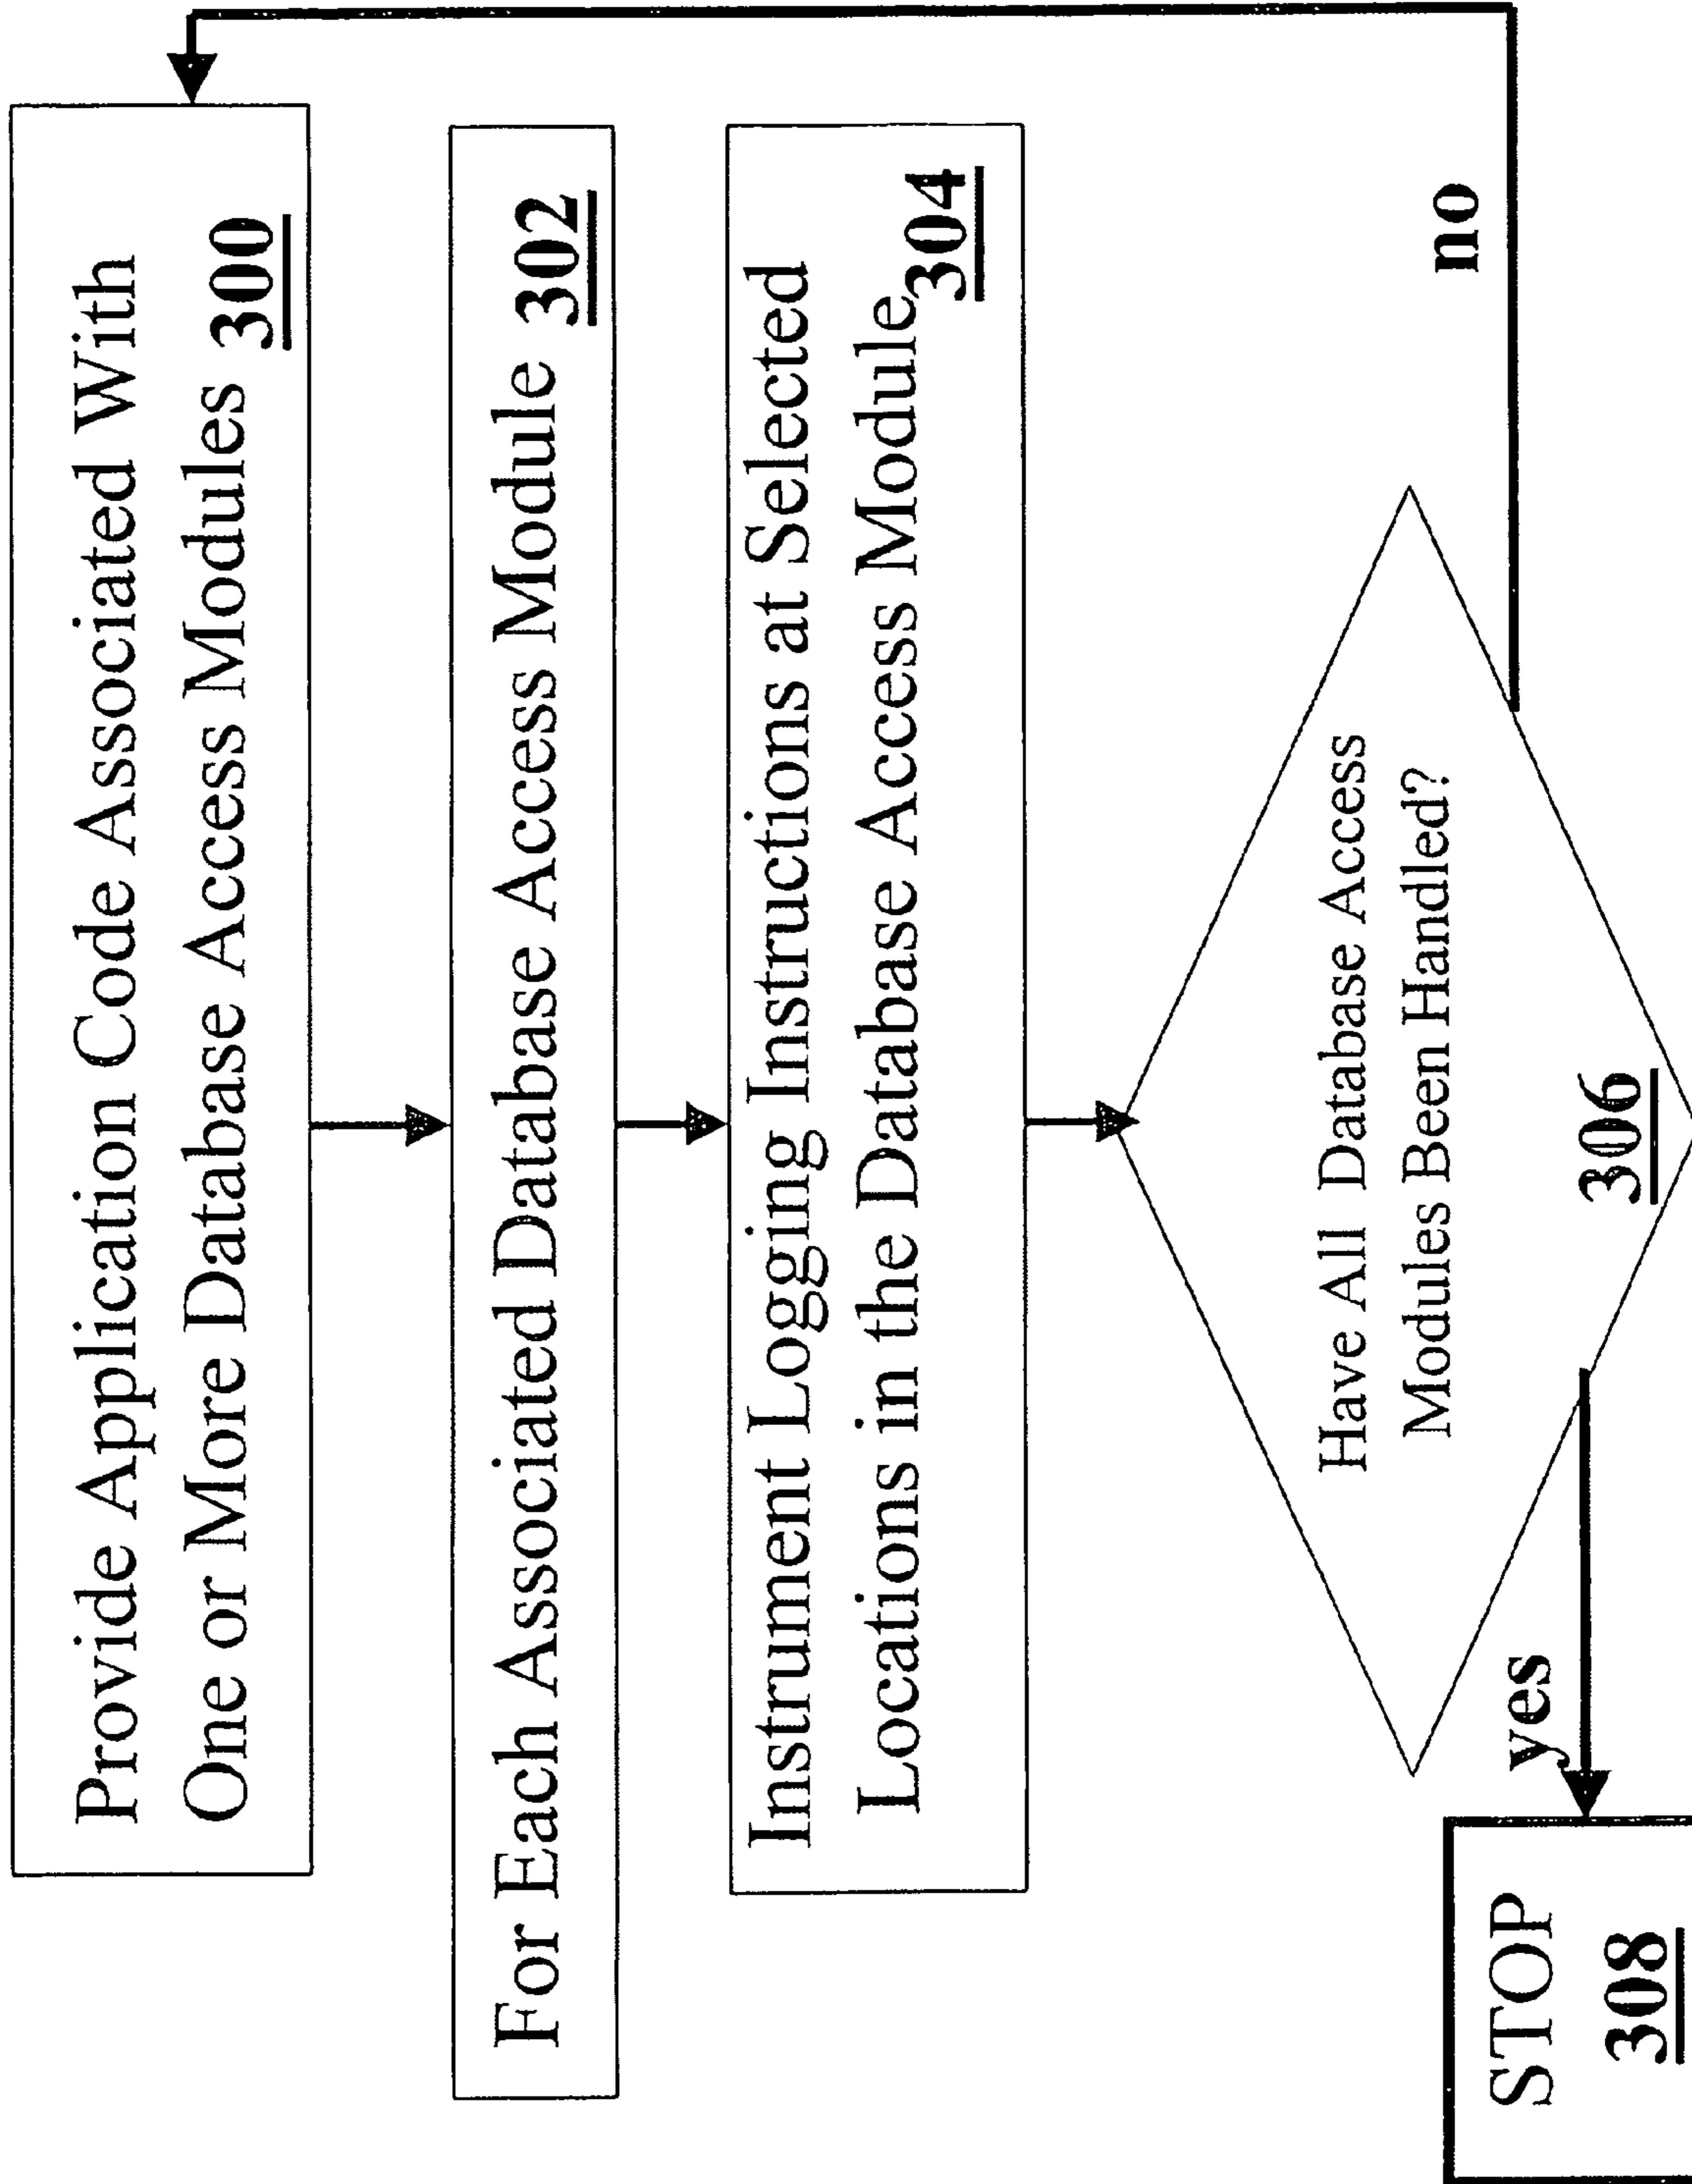 Provide Application Code Associated With
One or More Database Access Modules 300
For Each Associated Database Access Module 302
Instrument Logging Instructions at Selected
Locations in the Database Access Module 304
Have All Database Access
Modules Been Handled?
306
no
yes
STOP
308